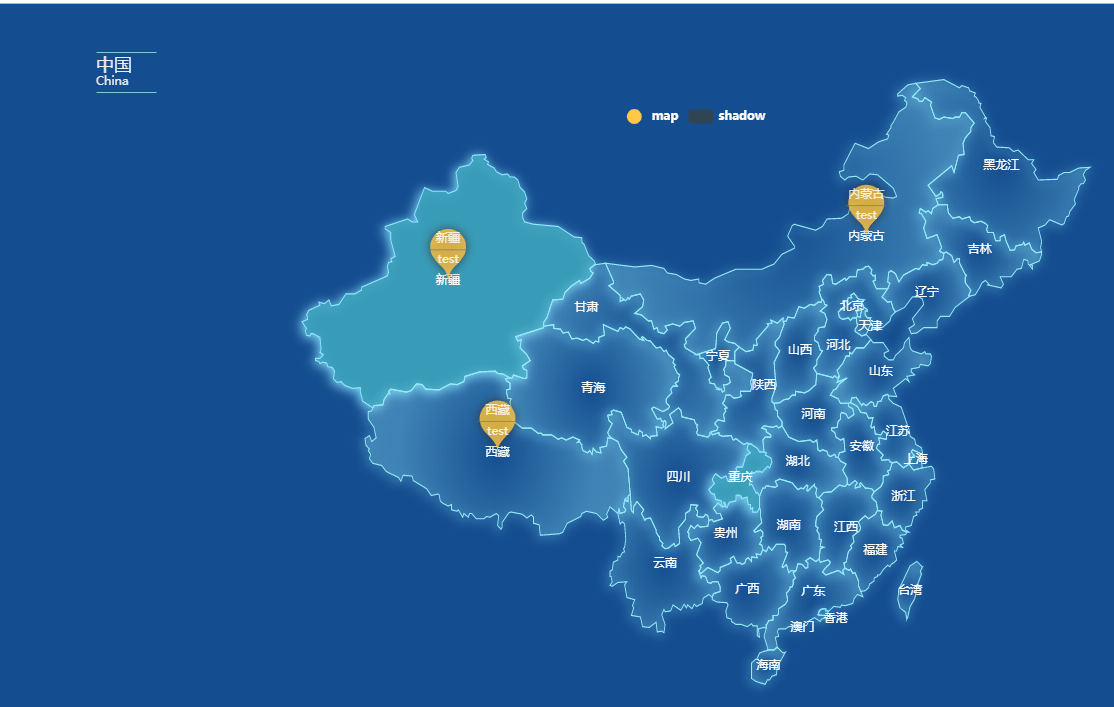 中国
China
map
shadow
黑龙江
内蒙古
test
内蒙古
新疆
test
新疆
吉林
辽宁
北京
天津
甘肃
河北
山西
宁夏
山东
陕西
青海
西藏
test
西藏
河南
江苏
安徽
上海
湖北
四川
重庆
浙江
湖南
江西
贵州
福建
云南
广西
广东
台湾
香港
澳门
海南